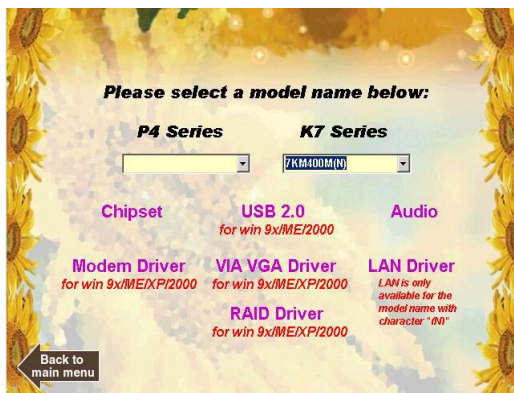 Please select a model name below:
P4 Series
K7 Series
7KM400M(N)
Chipset
USB 2.0
for win 9x/ME/2000
Audio
Modem Driver
for win 9x/ME/XP/2000
VIA VGA Driver
for win 9x/ME/XP/2000
LAN Driver
LAN is only
available for the
model name with
character "(N)"
RAID Driver
for win 9x/ME/XP/2000
Back to
main menu